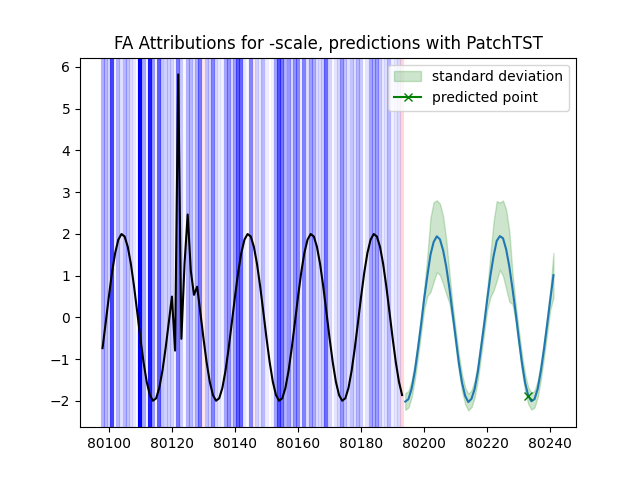 FA Attributions for -scale, predictions with PatchTST
standard deviation
predicted point
6
5
4
3
2
1
0
−1
−2
80100 80120 80140 80160 80180 80200 80220 80240